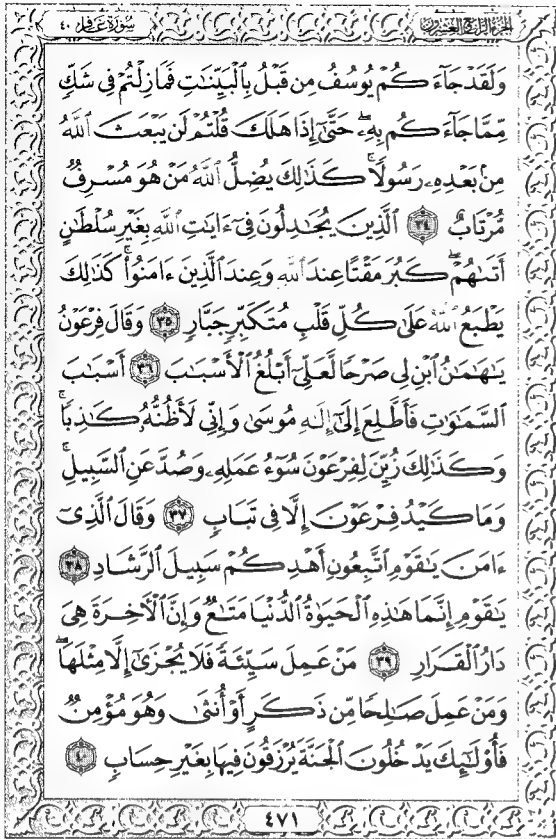 سورة غافر ٤٠ الجزء الرابع والعشرون
وَلَقَدْ جَآءَكُمْ يُوسُفُ مِن قَبْلُ بِٱلْبَيِّنَٰتِ فَمَا زِلْتُمْ فِى شَكٍّ
مِّمَّا جَآءَكُم بِهِۦۖ حَتَّىٰٓ إِذَا هَلَكَ قُلْتُمْ لَن يَبْعَثَ ٱللَّهُ
مِنۢ بَعْدِهِۦ رَسُولًاۚ كَذَٰلِكَ يُضِلُّ ٱللَّهُ مَنْ هُوَ مُسْرِفٌ
مُّرْتَابٌ ٣٤ ٱلَّذِينَ يُجَٰدِلُونَ فِىٓ ءَايَٰتِ ٱللَّهِ بِغَيْرِ سُلْطَٰنٍ
أَتَىٰهُمْۖ كَبُرَ مَقْتًا عِندَ ٱللَّهِ وَعِندَ ٱلَّذِينَ ءَامَنُوا۟ۚ كَذَٰلِكَ
يَطْبَعُ ٱللَّهُ عَلَىٰ كُلِّ قَلْبِ مُتَكَبِّرٍ جَبَّارٍ ٣٥ وَقَالَ فِرْعَوْنُ
يَٰهَٰمَٰنُ ٱبْنِ لِى صَرْحًا لَّعَلِّىٓ أَبْلُغُ ٱلْأَسْبَٰبَ ٣٦ أَسْبَٰبَ
ٱلسَّمَٰوَٰتِ فَأَطَّلِعَ إِلَىٰٓ إِلَٰهِ مُوسَىٰ وَإِنِّى لَأَظُنُّهُۥ كَٰذِبًاۚ
وَكَذَٰلِكَ زُيِّنَ لِفِرْعَوْنَ سُوٓءُ عَمَلِهِۦ وَصُدَّ عَنِ ٱلسَّبِيلِۚ
وَمَا كَيْدُ فِرْعَوْنَ إِلَّا فِى تَبَابٍ ٣٧ وَقَالَ ٱلَّذِىٓ
ءَامَنَ يَٰقَوْمِ ٱتَّبِعُونِ أَهْدِكُمْ سَبِيلَ ٱلرَّشَادِ ٣٨
يَٰقَوْمِ إِنَّمَا هَٰذِهِ ٱلْحَيَوٰةُ ٱلدُّنْيَا مَتَٰعٌ وَإِنَّ ٱلْءَاخِرَةَ هِىَ
دَارُ ٱلْقَرَارِ ٣٩ مَنْ عَمِلَ سَيِّئَةً فَلَا يُجْزَىٰٓ إِلَّا مِثْلَهَاۖ
وَمَنْ عَمِلَ صَٰلِحًا مِّن ذَكَرٍ أَوْ أُنثَىٰ وَهُوَ مُؤْمِنٌ
فَأُو۟لَٰٓئِكَ يَدْخُلُونَ ٱلْجَنَّةَ يُرْزَقُونَ فِيهَا بِغَيْرِ حِسَابٍ ٤٠
٤٧١